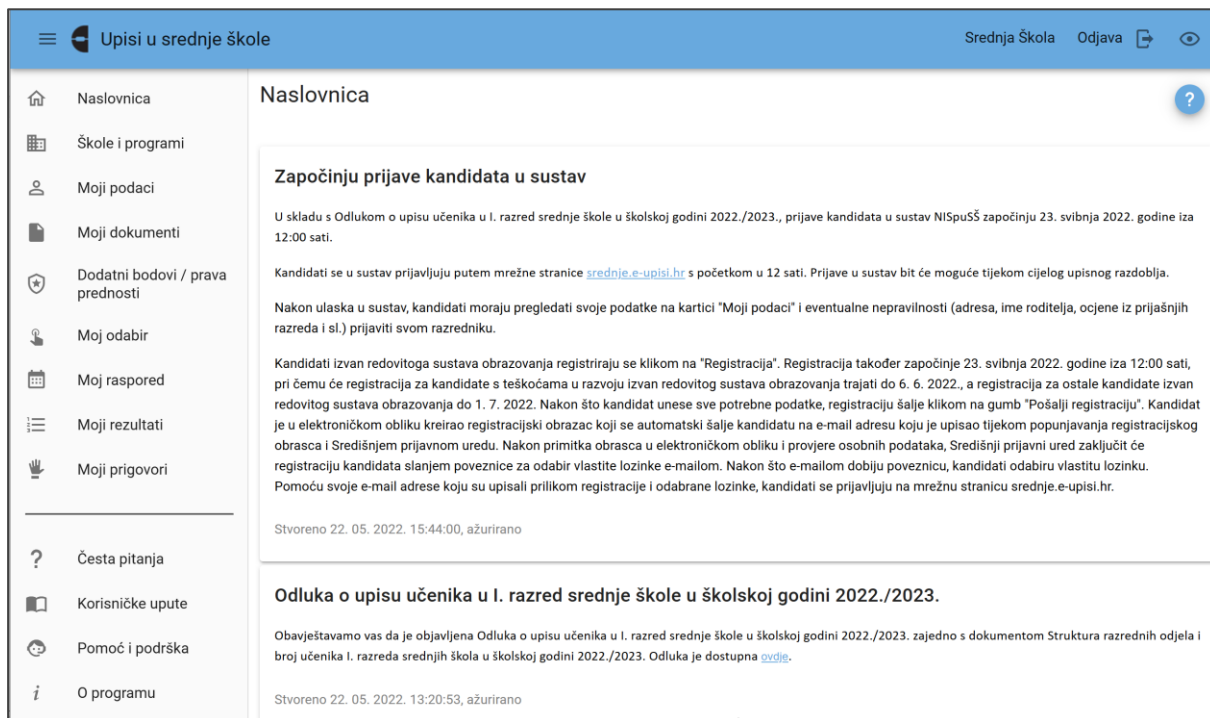 Upisi u srednje škole
Srednja Škola Odjava
Naslovnica
Škole i programi
Moji podaci
Moji dokumenti
Dodatni bodovi / prava
prednosti
Moj odabir
Moj raspored
Moji rezultati
Moji prigovori
? Česta pitanja
Korisničke upute
Pomoć i podrška
i O programu
Naslovnica
?
Započinju prijave kandidata u sustav
U skladu s Odlukom o upisu učenika u I. razred srednje škole u školskoj godini 2022./2023., prijave kandidata u sustav NISpuSŠ započinju 23. svibnja 2022. godine iza
12:00 sati.
Kandidati se u sustav prijavljuju putem mrežne stranice srednje.e-upisi.hr s početkom u 12 sati. Prijave u sustav bit će moguće tijekom cijelog upisnog razdoblja.
Nakon ulaska u sustav, kandidati moraju pregledati svoje podatke na kartici "Moji podaci" i eventualne nepravilnosti (adresa, ime roditelja, ocjene iz prijašnjih
razreda i sl.) prijaviti svom razredniku.
Kandidati izvan redovitoga sustava obrazovanja registriraju se klikom na "Registracija". Registracija također započinje 23. svibnja 2022. godine iza 12:00 sati,
pri čemu će registracija za kandidate s teškoćama u razvoju izvan redovitog sustava obrazovanja trajati do 6. 6. 2022., a registracija za ostale kandidate izvan
redovitog sustava obrazovanja do 1. 7. 2022. Nakon što kandidat unese sve potrebne podatke, registraciju šalje klikom na gumb "Pošalji registraciju". Kandidat
je u elektroničkom obliku kreirao registracijski obrazac koji se automatski šalje kandidatu na e-mail adresu koju je upisao tijekom popunjavanja registracijskog
obrasca i Središnjem prijavnom uredu. Nakon primitka obrasca u elektroničkom obliku i provjere osobnih podataka, Središnji prijavni ured zaključit će
registraciju kandidata slanjem poveznice za odabir vlastite lozinke e-mailom. Nakon što e-mailom dobiju poveznicu, kandidati odabiru vlastitu lozinku.
Pomoću svoje e-mail adrese koju su upisali prilikom registracije i odabrane lozinke, kandidati se prijavljuju na mrežnu stranicu srednje.e-upisi.hr.
Stvoreno 22. 05. 2022. 15:44:00, ažurirano
Odluka o upisu učenika u I. razred srednje škole u školskoj godini 2022./2023.
Obavještavamo vas da je objavljena Odluka o upisu učenika u I. razred srednje škole u školskoj godini 2022./2023. zajedno s dokumentom Struktura razrednih odjela i
broj učenika I. razreda srednjih škola u školskoj godini 2022./2023. Odluka je dostupna ovdje.
Stvoreno 22. 05. 2022. 13:20:53, ažurirano